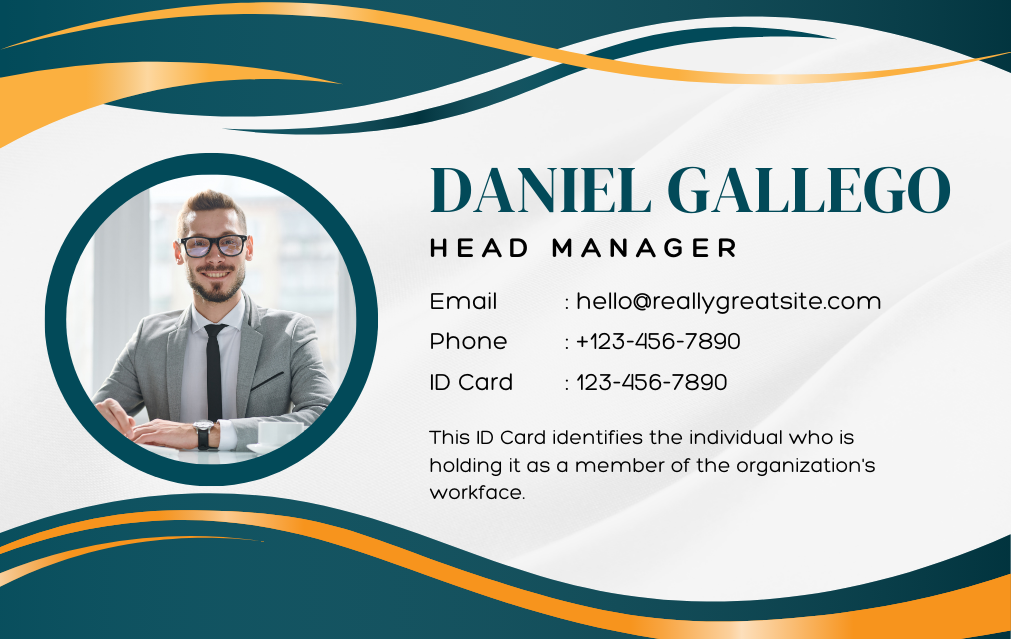 DANIEL GALLEGO
HEAD MANAGER
Email : hello@reallygreatsite.com
Phone : +123-456-7890
ID Card : 123-456-7890
This ID Card identifies the individual who is
holding it as a member of the organization's
workface.